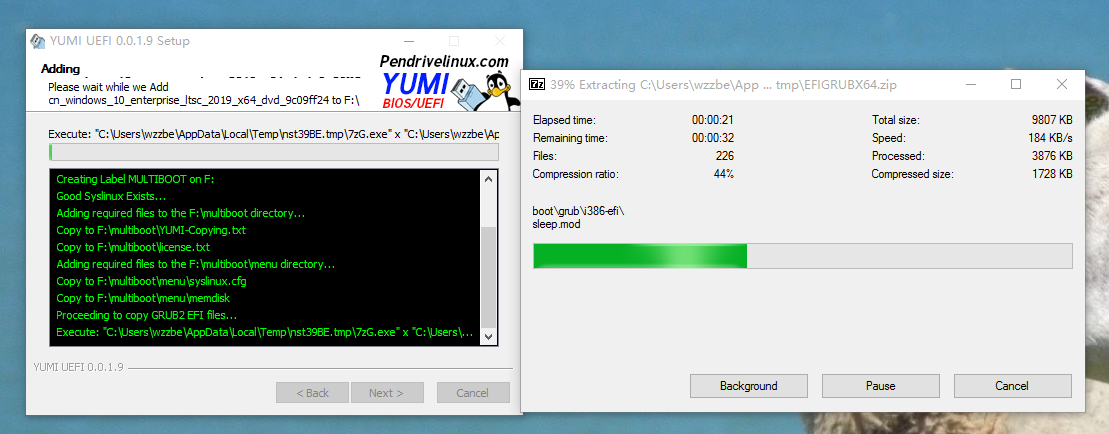 YUMI UEFI 0.0.1.9 Setup
Adding
Please wait while we Add
cn_windows_10_enterprise_ltsc_2019_x64_dvd_9c09ff24 to F:\
Pendrivelinux.com
YUMI
BIOS/UEFI
Execute: "C:\Users\wzzbe\AppData\Local\Temp\nst39BE.tmp\7zG.exe" x "C:\Users\wzzbe\Ap
Creating Label MULTIBOOT on F:
Good Syslinux Exists...
Adding required files to the F:\multiboot directory...
Copy to F:\multiboot\YUMI-Copying.txt
Copy to F:\multiboot\license.txt
Adding required files to the F:\multiboot\menu directory...
Copy to F:\multiboot\menu\syslinux.cfg
Copy to F:\multiboot\menu\memdisk
Proceeding to copy GRUB2 EFI files...
Execute: "C:\Users\wzzbe\AppData\Local\Temp\nst39BE.tmp\7zG.exe" x "C:\Users\...
YUMI UEFI 0.0.1.9
< Back
Next >
Cancel
7z
39% Extracting C:\Users\wzzbe\App ... tmp\EFIGRUBX64.zip
Elapsed time: 00:00:21 Total size: 9807 KB
Remaining time: 00:00:32 Speed: 184 KB/s
Files: 226 Processed: 3876 KB
Compression ratio: 44% Compressed size: 1728 KB
boot\grub\i386-efi\
sleep.mod
Background
Pause
Cancel